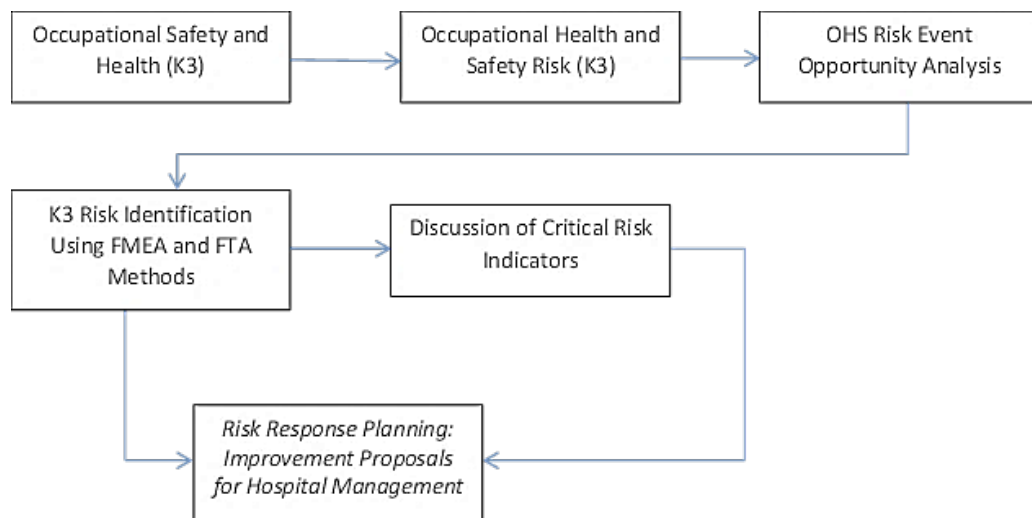 Occupational Safety and
Health (K3)
Occupational Health and
Safety Risk (K3)
OHS Risk Event
Opportunity Analysis
K3 Risk Identification
Using FMEA and FTA
Methods
Discussion of Critical Risk
Indicators
Risk Response Planning:
Improvement Proposals
for Hospital Management